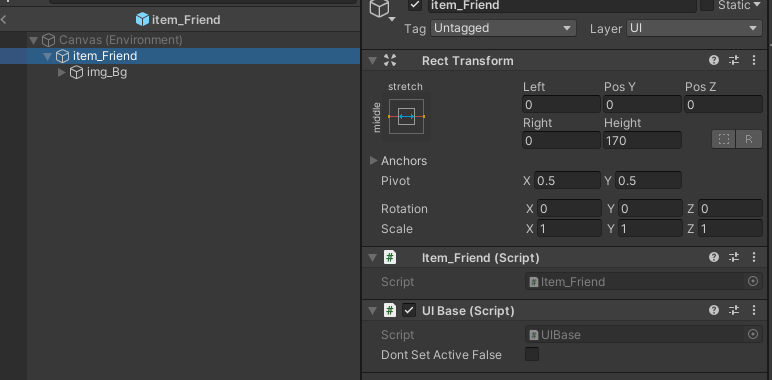 item_Friend
Canvas (Environment)
item_Friend
img_Bg
item_Friend Static
Tag Untagged Layer UI
Rect Transform
stretch
middle
Left Pos Y Pos Z
0 0 0
Right Height
0 170 R
Anchors
Pivot X 0.5 Y 0.5
Rotation X 0 Y 0 Z 0
Scale X 1 Y 1 Z 1
# Item_Friend (Script)
Script # Item_Friend
# UI Base (Script)
Script # UIBase
Dont Set Active False